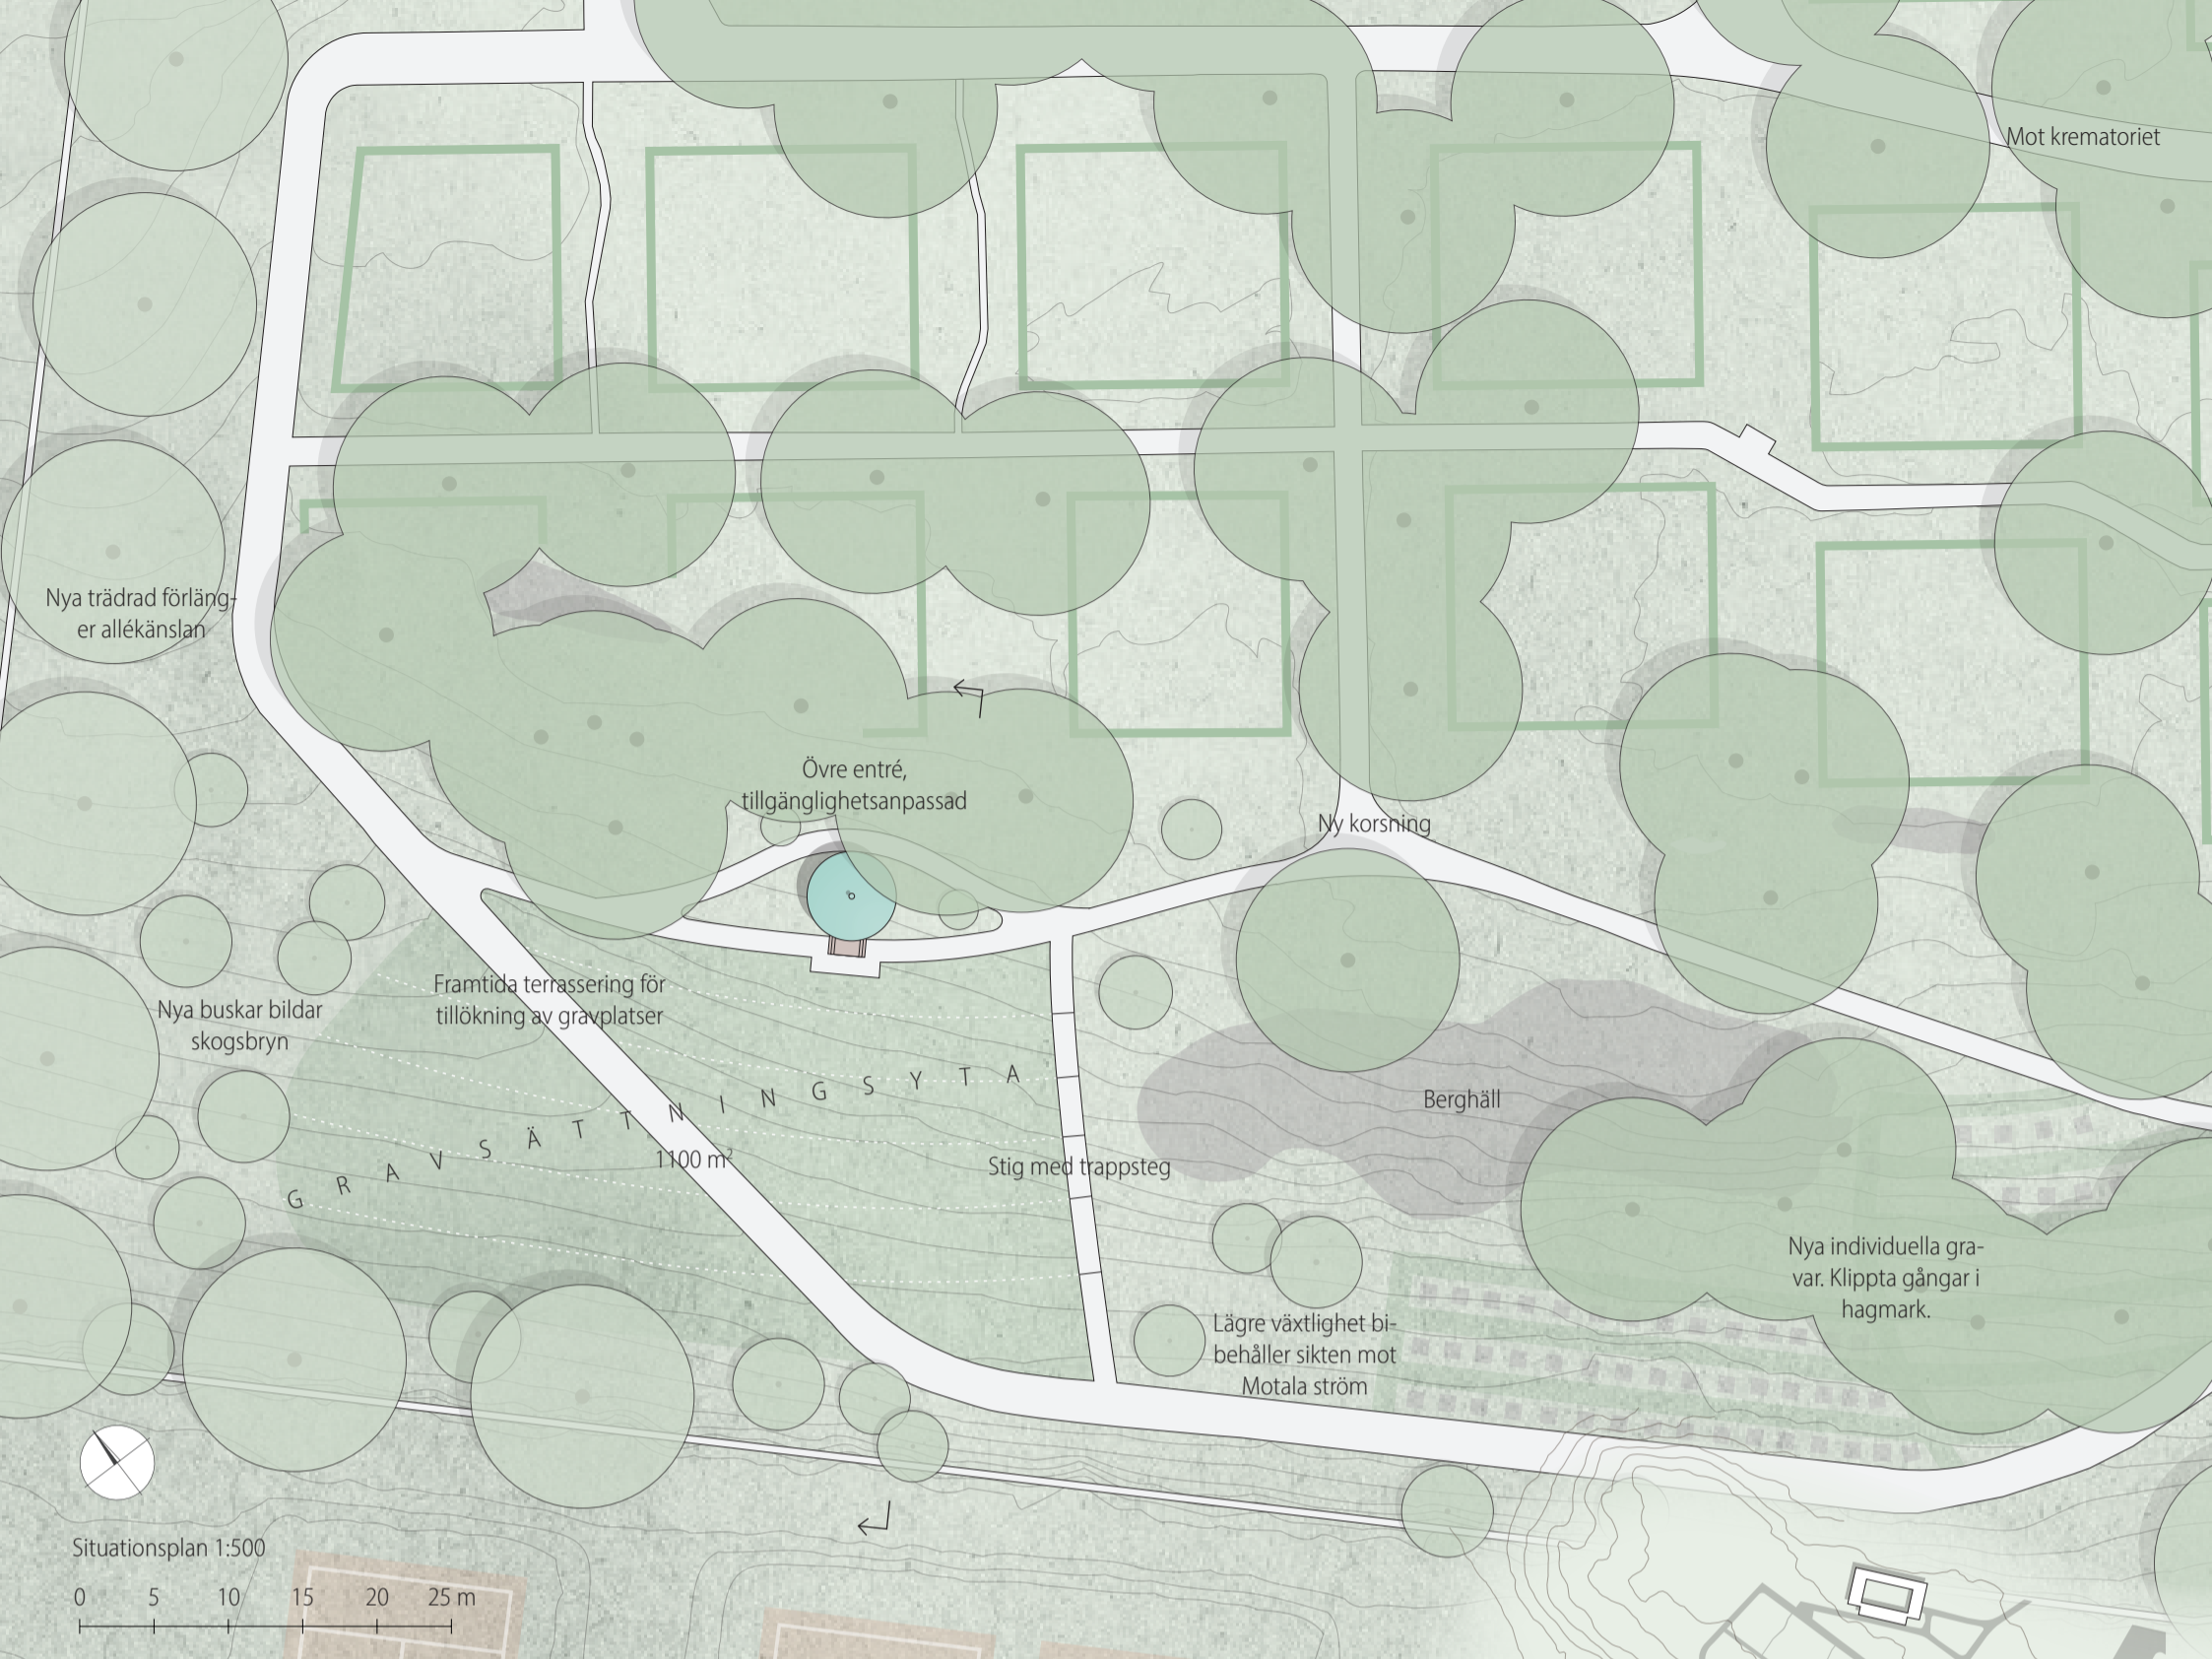 Mot krematoriet
Nya trädrad förläng-
er allékänslan
Övre entré,
tillgänglighetsanpassad
Ny korsning
Framtida terrassering för
tillökning av gravplatser
Nya buskar bildar
skogsbryn
GRAVSÄTTNINGSYTA
1100 m²
Berghäll
Stig med trappsteg
Nya individuella gra-
var. Klippta gångar i
hagmark.
Lägre växtlighet bi-
behåller sikten mot
Motala ström
Situationsplan 1:500
0 5 10 15 20 25 m